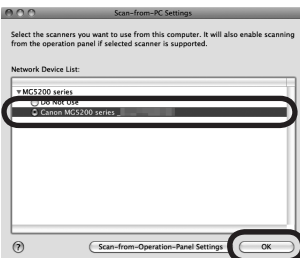 Scan-from-PC Settings
Select the scanners you want to use from this computer. It will also enable scanning
from the operation panel if selected scanner is supported.
Network Device List:
MG5200 series
Do Not Use
Canon MG5200 series _
?
Scan-from-Operation-Panel Settings
OK